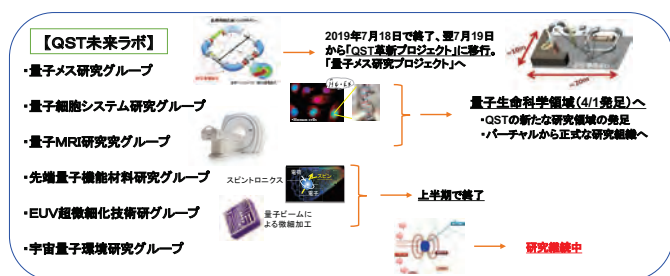 【QST未来ラボ】
・量子メス研究グループ
・量子細胞システム研究グループ
・量子MRI研究究グループ
・先端量子機能材料研究グループ
・EUV超微細化技術研グループ
・宇宙量子環境研究グループ
2019年7月18日で終了、翌7月19日
から「QST革新プロジェクト」に移行。
「量子メス研究プロジェクト」へ
~10m
~20m
量子生命科学領域(4/1発足)へ
・QSTの新たな研究領域の発足
・バーチャルから正式な研究組織へ
スピントロニクス
電荷
スピン
電子
量子ビームに
よる微細加工
上半期で終了
研究継続中